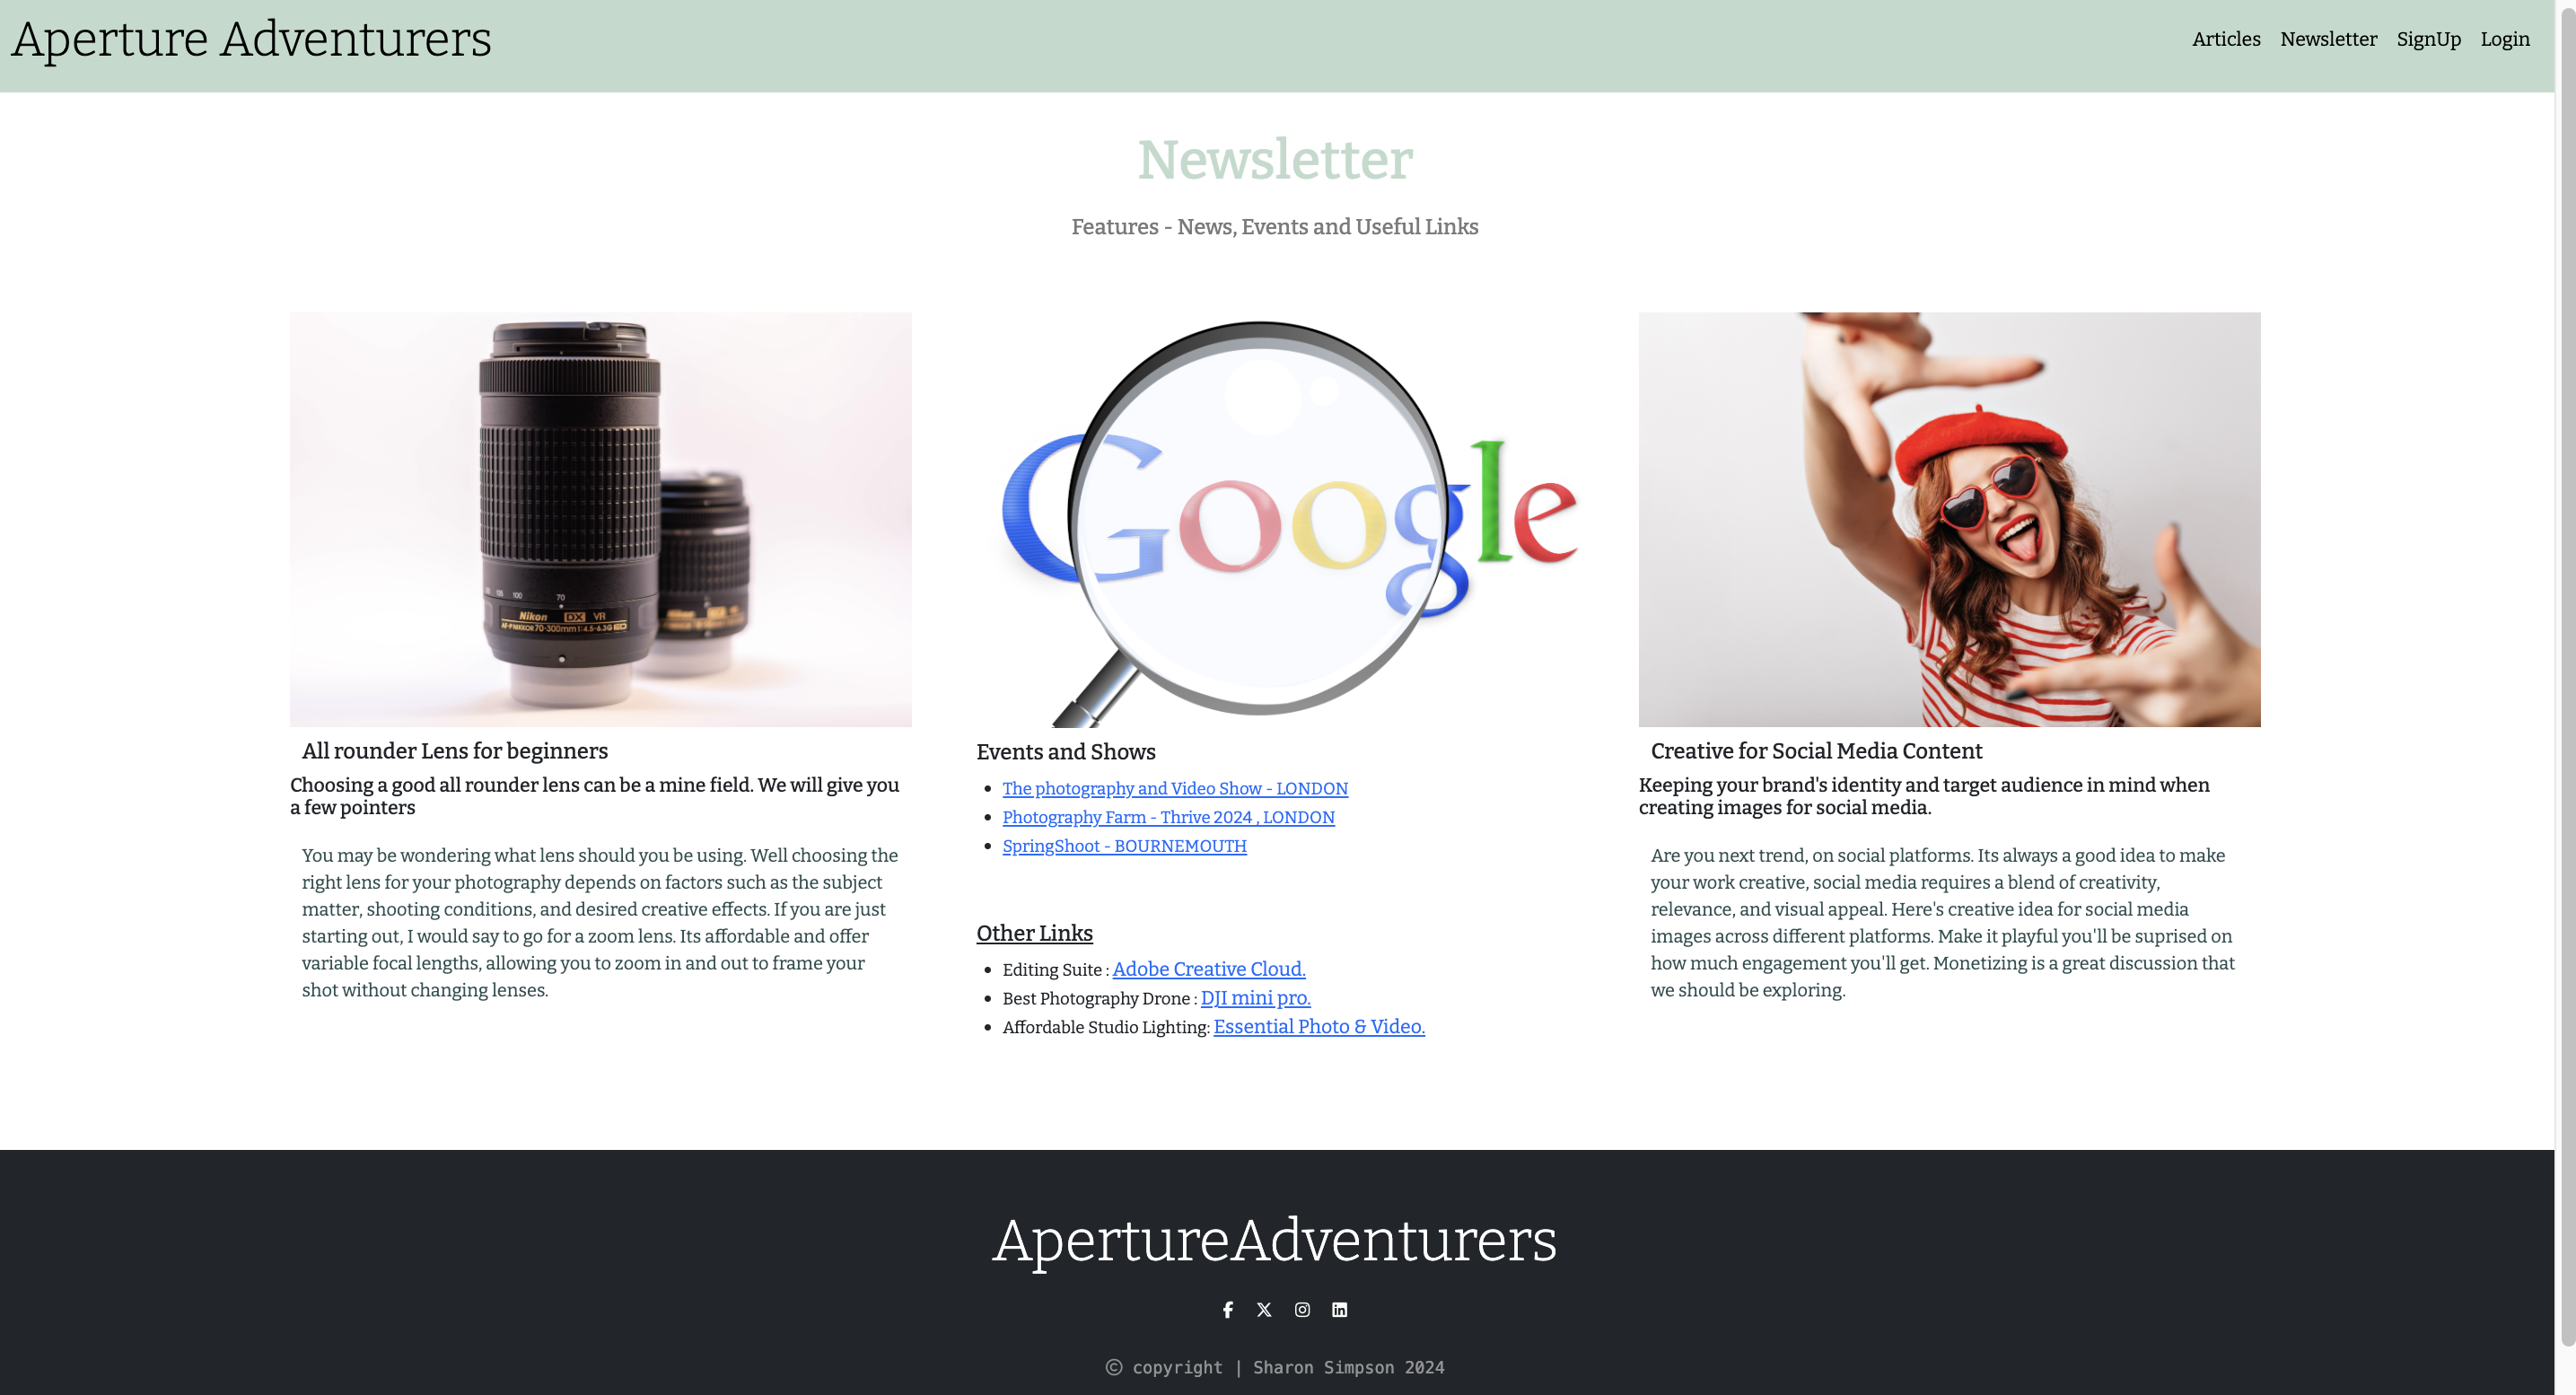 Aperture Adventurers
Articles Newsletter SignUp Login
Newsletter
Features - News, Events and Useful Links
100 70
Nikon DX VR
AF-P NIKKOR 70-300mm 1:4.5-6.3G ED
Google
All rounder Lens for beginners
Choosing a good all rounder lens can be a mine field. We will give you
a few pointers
You may be wondering what lens should you be using. Well choosing the
right lens for your photography depends on factors such as the subject
matter, shooting conditions, and desired creative effects. If you are just
starting out, I would say to go for a zoom lens. Its affordable and offer
variable focal lengths, allowing you to zoom in and out to frame your
shot without changing lenses.
Events and Shows
The photography and Video Show - LONDON
Photography Farm - Thrive 2024 , LONDON
SpringShoot - BOURNEMOUTH
Other Links
Editing Suite : Adobe Creative Cloud.
Best Photography Drone : DJI mini pro.
Affordable Studio Lighting: Essential Photo & Video.
Creative for Social Media Content
Keeping your brand's identity and target audience in mind when
creating images for social media.
Are you next trend, on social platforms. Its always a good idea to make
your work creative, social media requires a blend of creativity,
relevance, and visual appeal. Here's creative idea for social media
images across different platforms. Make it playful you'll be suprised on
how much engagement you'll get. Monetizing is a great discussion that
we should be exploring.
ApertureAdventurers
© copyright | Sharon Simpson 2024